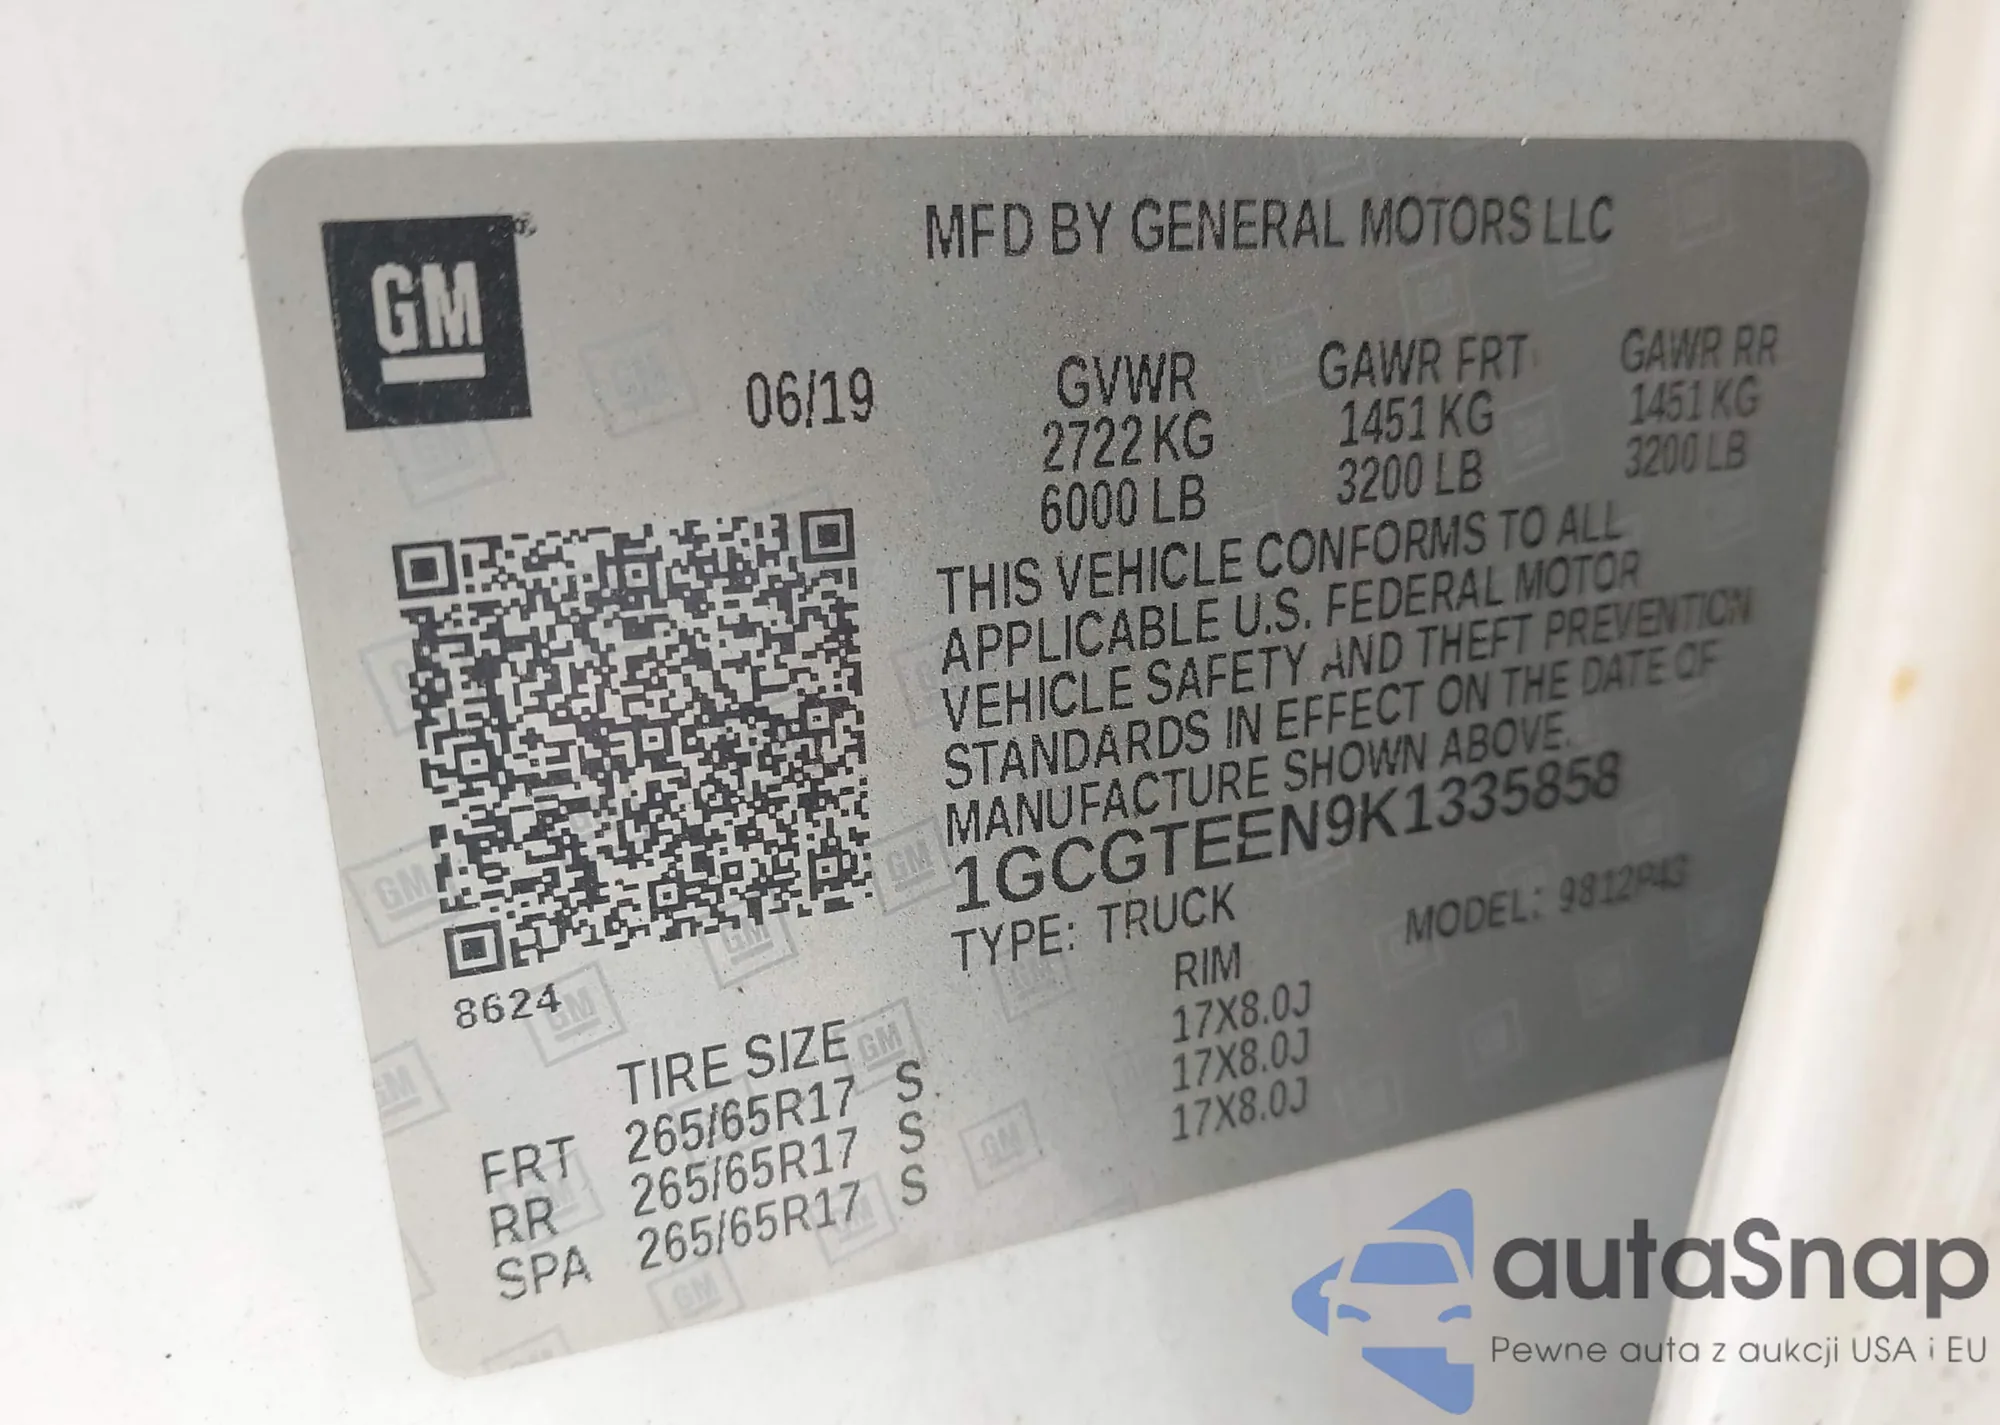 GM
MFD BY GENERAL MOTORS LLC
06/19
GVWR
2722 KG
6000 LB
GAWR FRT
1451 KG
3200 LB
GAWR RR
1451 KG
3200 LB
THIS VEHICLE CONFORMS TO ALL
APPLICABLE U.S. FEDERAL MOTOR
VEHICLE SAFETY AND THEFT PREVENTION
STANDARDS IN EFFECT ON THE DATE OF
MANUFACTURE SHOWN ABOVE.
1GCGTEEN9K1335858
TYPE: TRUCK MODEL: 9812P43
8624
TIRE SIZE RIM
FRT 265/65R17 S 17X8.0J
RR 265/65R17 S 17X8.0J
SPA 265/65R17 S 17X8.0J
autaSnap
Pewne auta z aukcji USA i EU